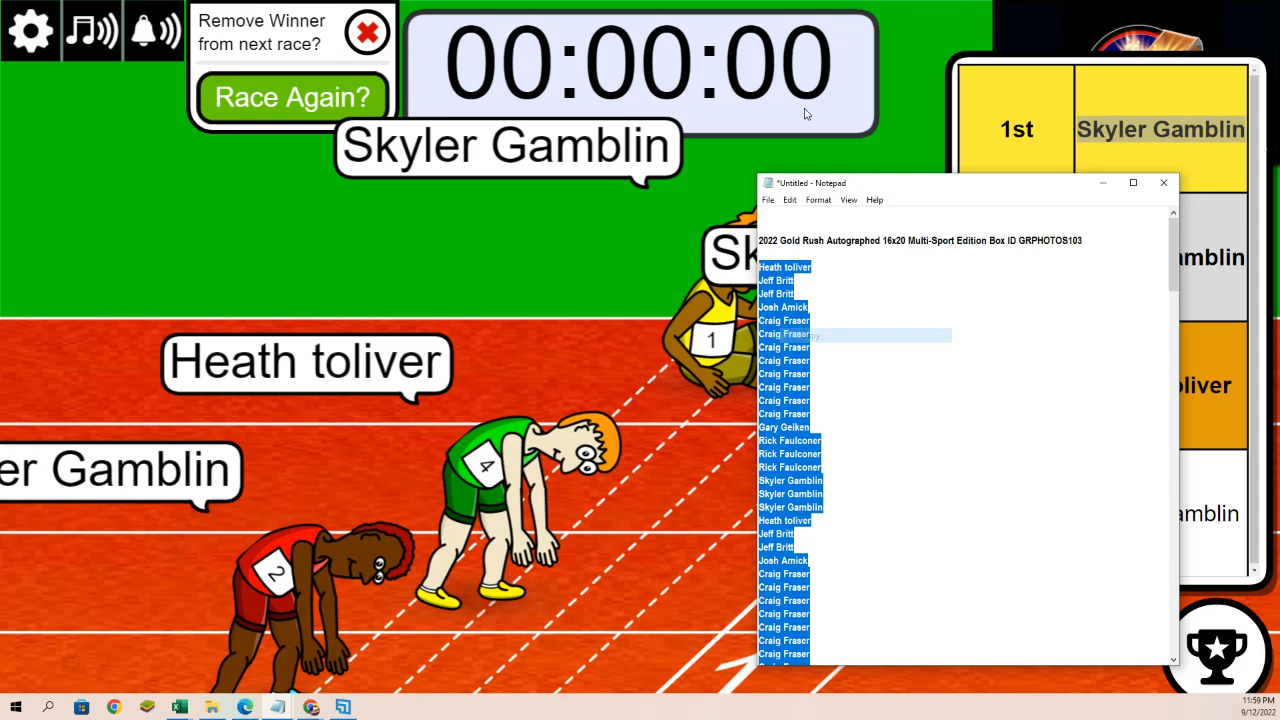 Remove Winner
from next race?
Race Again?
00:00:00
Skyler Gamblin
1st
Skyler Gamblin
*Untitled - Notepad
File Edit Format View Help
2022 Gold Rush Autographed 16x20 Multi-Sport Edition Box ID GRPHOTOS103
Heath toliver
Jeff Britt
Jeff Britt
Josh Amick
Craig Fraser
Craig Fraser
Craig Fraser
Craig Fraser
Craig Fraser
Craig Fraser
Craig Fraser
Craig Fraser
Gary Geiken
Rick Faulconer
Rick Faulconer
Rick Faulconer
Skyler Gamblin
Skyler Gamblin
Skyler Gamblin
Heath toliver
Jeff Britt
Jeff Britt
Josh Amick
Craig Fraser
Craig Fraser
Craig Fraser
Craig Fraser
Craig Fraser
Craig Fraser
Craig Fraser
Sk
1
Heath toliver
4
er Gamblin
2
amblin
oliver
amblin
11:59 PM
9/12/2022